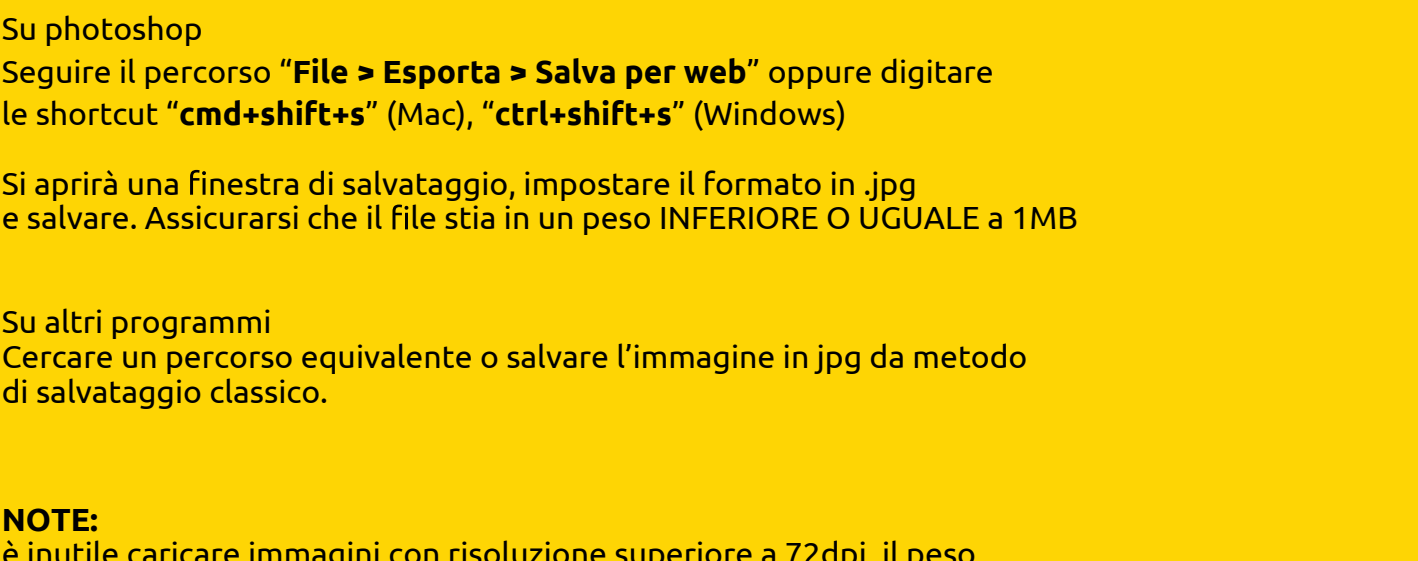 Su photoshop
Seguire il percorso “File > Esporta > Salva per web” oppure digitare
le shortcut “cmd+shift+s” (Mac), “ctrl+shift+s” (Windows)
Si aprirà una finestra di salvataggio, impostare il formato in .jpg
e salvare. Assicurarsi che il file stia in un peso INFERIORE O UGUALE a 1MB
Su altri programmi
Cercare un percorso equivalente o salvare l’immagine in jpg da metodo
di salvataggio classico.
NOTE:
è inutile caricare immagini con risoluzione superiore a 72dpi, il peso